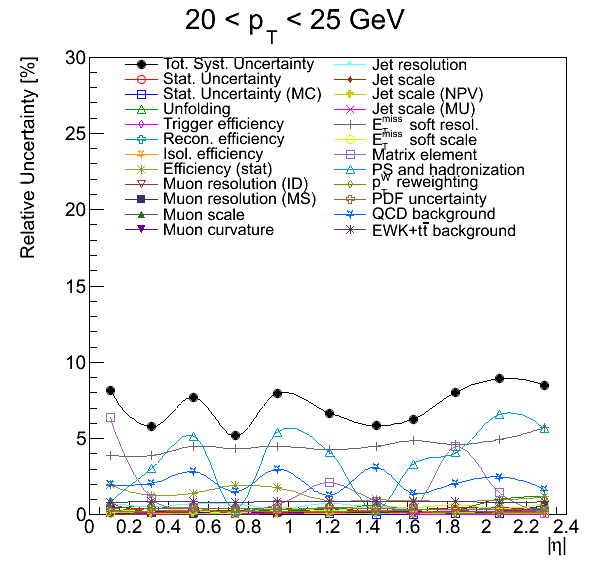 20 < pT < 25 GeV
Relative Uncertainty [%]
30
25
20
15
10
5
0
Tot. Syst. Uncertainty
Stat. Uncertainty
Stat. Uncertainty (MC)
Unfolding
Trigger efficiency
Recon. efficiency
Isol. efficiency
Efficiency (stat)
Muon resolution (ID)
Muon resolution (MS)
Muon scale
Muon curvature
Jet resolution
Jet scale
Jet scale (NPV)
Jet scale (MU)
E_T^miss soft resol.
E_T^miss soft scale
Matrix element
PS and hadronization
p_T^W reweighting
PDF uncertainty
QCD background
EWK+tt̄ background
0 0.2 0.4 0.6 0.8 1 1.2 1.4 1.6 1.8 2 2.2 2.4
|η|